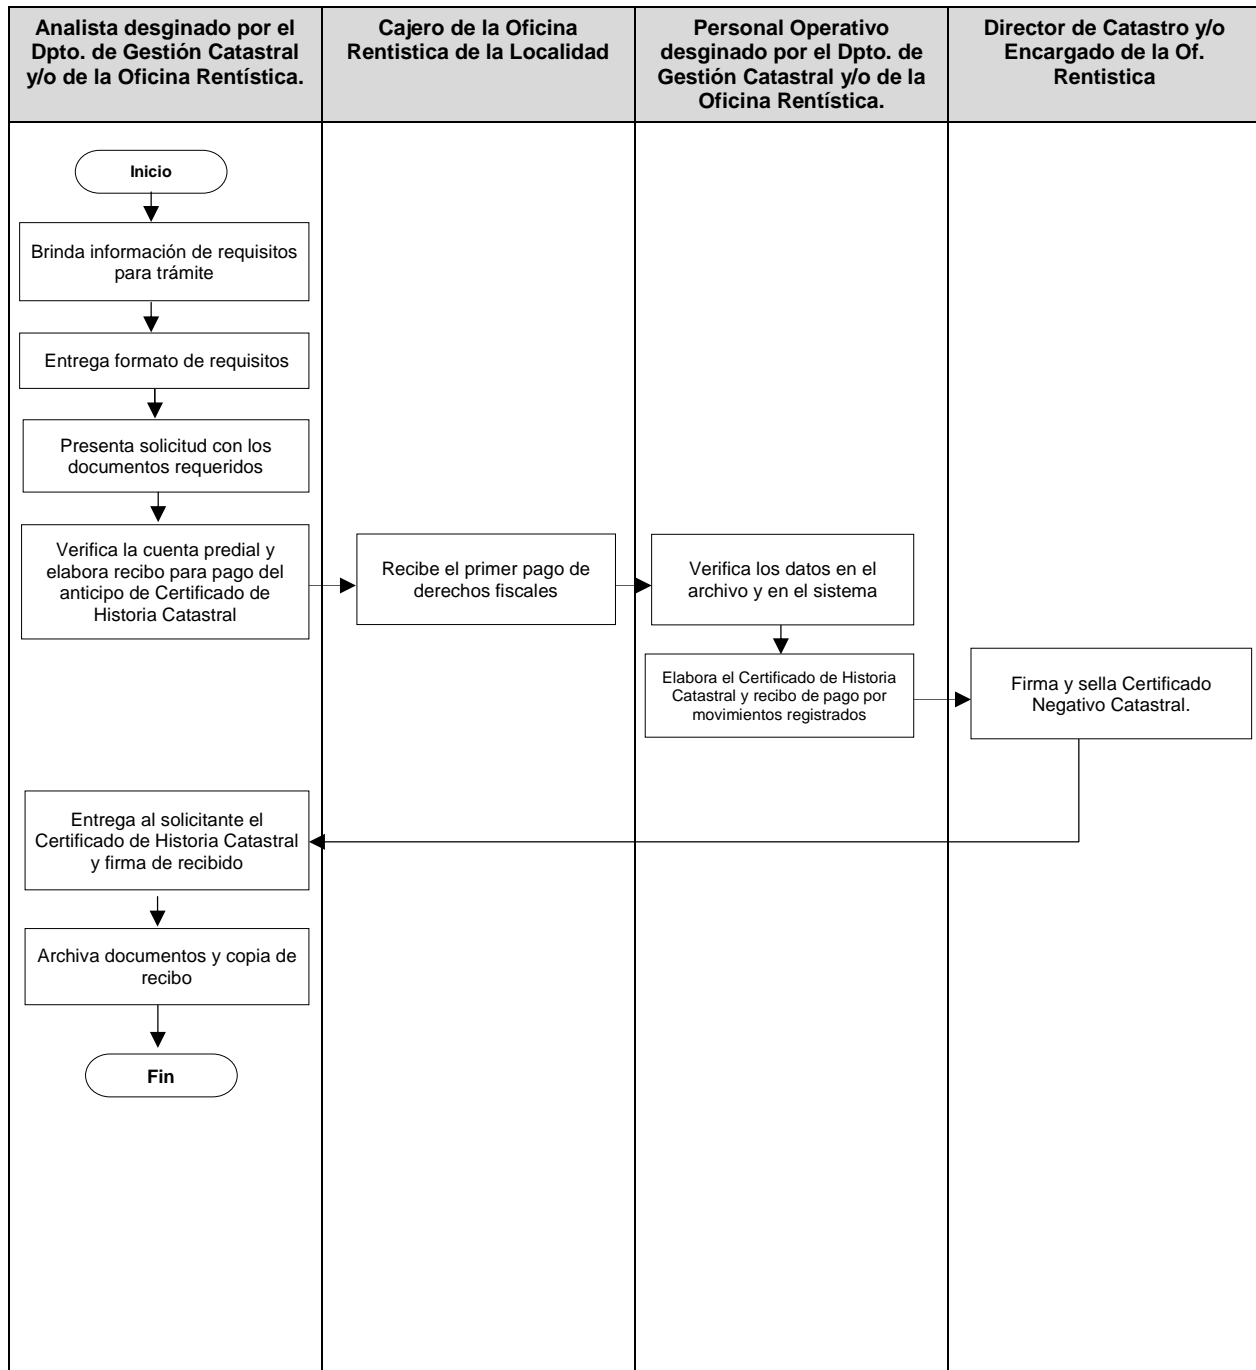 Analista desginado por el
Dpto. de Gestión Catastral
y/o de la Oficina Rentística.
Cajero de la Oficina
Rentistica de la Localidad
Personal Operativo
desginado por el Dpto. de
Gestión Catastral y/o de la
Oficina Rentística.
Director de Catastro y/o
Encargado de la Of.
Rentistica
Inicio
Brinda información de requisitos
para trámite
Entrega formato de requisitos
Presenta solicitud con los
documentos requeridos
Verifica la cuenta predial y
elabora recibo para pago del
anticipo de Certificado de
Historia Catastral
Recibe el primer pago de
derechos fiscales
Verifica los datos en el
archivo y en el sistema
Elabora el Certificado de Historia
Catastral y recibo de pago por
movimientos registrados
Firma y sella Certificado
Negativo Catastral.
Entrega al solicitante el
Certificado de Historia Catastral
y firma de recibido
Archiva documentos y copia de
recibo
Fin